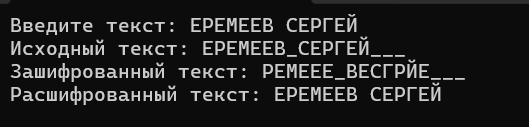 Введите текст: ЕРЕМЕЕВ СЕРГЕЙ
Исходный текст: ЕРЕМЕЕВ_СЕРГЕЙ___
Зашифрованный текст: РЕМЕЕЕ_ВЕСГРЙЕ___
Расшифрованный текст: ЕРЕМЕЕВ СЕРГЕЙ